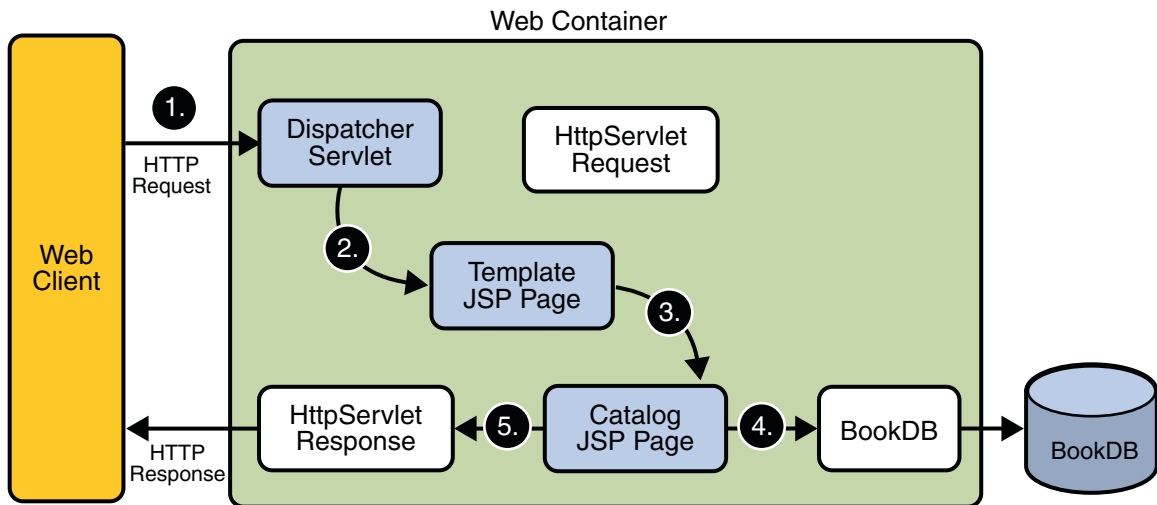 Web Container
1.
HTTP
Request
Dispatcher
Servlet
HttpServlet
Request
2.
Web
Client
Template
JSP Page
3.
HttpServlet
Response
5.
Catalog
JSP Page
4.
BookDB
BookDB
HTTP
Response